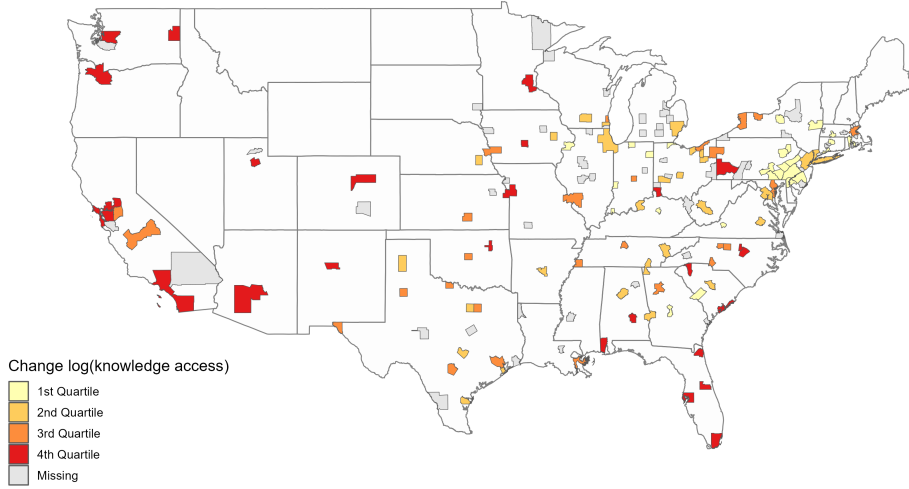 Change log(knowledge access)
1st Quartile
2nd Quartile
3rd Quartile
4th Quartile
Missing